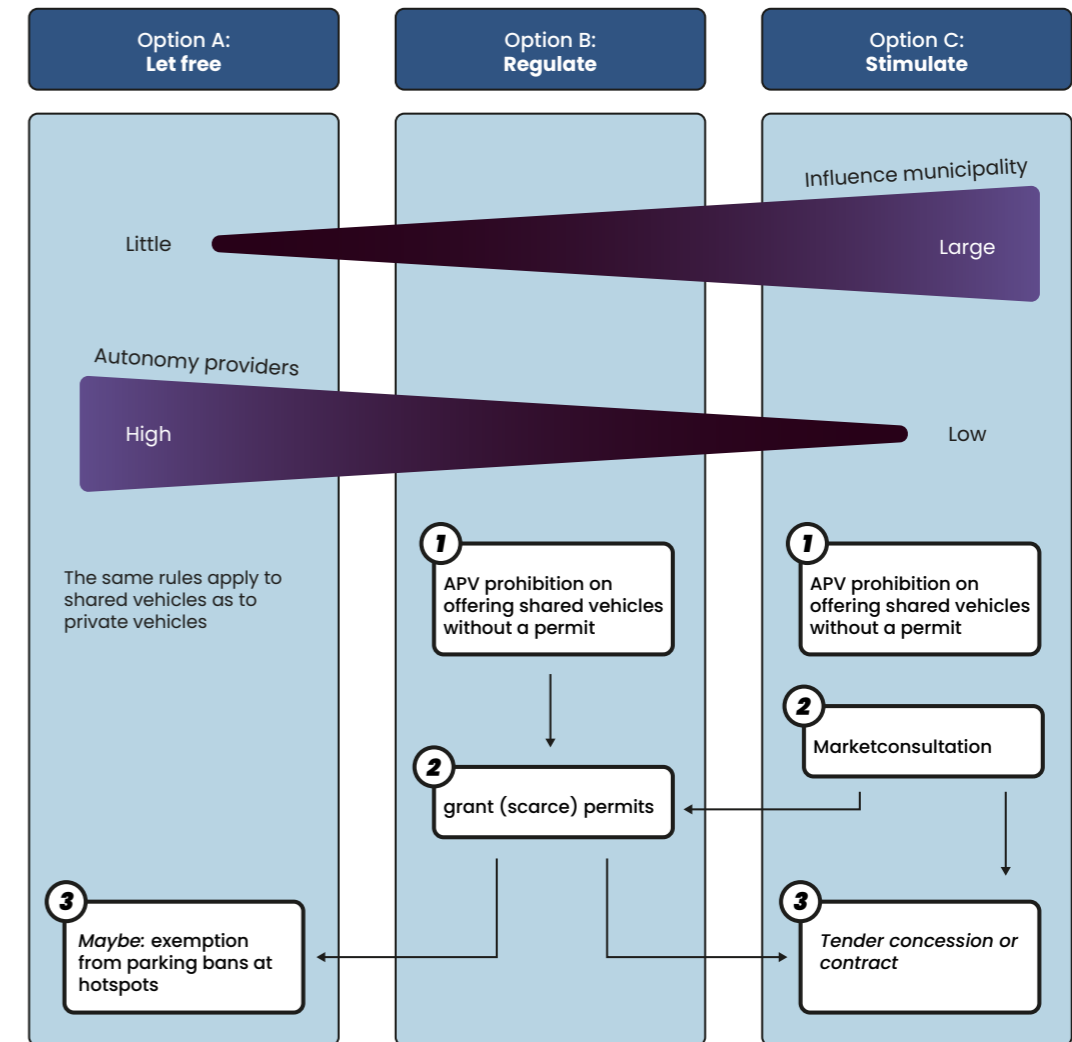 Option A:
Let free
Option B:
Regulate
Option C:
Stimulate
Influence municipality
Little
Large
Autonomy providers
High
Low
The same rules apply to
shared vehicles as to
private vehicles
1
APV prohibition on
offering shared vehicles
without a permit
1
APV prohibition on
offering shared vehicles
without a permit
2
Marketconsultation
2
grant (scarce) permits
3
Maybe: exemption
from parking bans at
hotspots
3
Tender concession or
contract